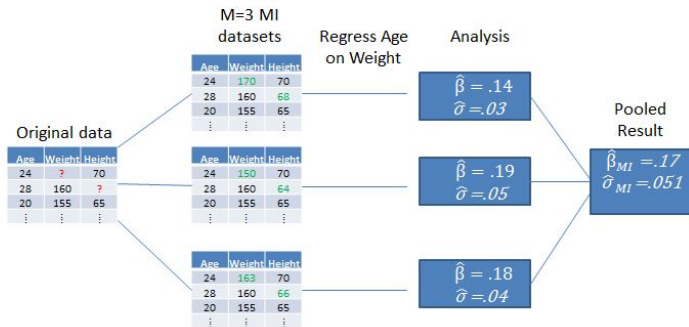 M=3 MI
datasets
Regress Age
on Weight
Analysis
Original data
Age Weight Height
24 ? 70
28 160 ?
20 155 65
⋮ ⋮ ⋮
Age Weight Height
24 170 70
28 160 68
20 155 65
⋮ ⋮ ⋮
Age Weight Height
24 150 70
28 160 64
20 155 65
⋮ ⋮ ⋮
Age Weight Height
24 163 70
28 160 66
20 155 65
⋮ ⋮ ⋮
β̂ = .14
σ̂ =.03
β̂ = .19
σ̂ =.05
β̂ = .18
σ̂ =.04
Pooled
Result
β̂MI =.17
σ̂MI =.051